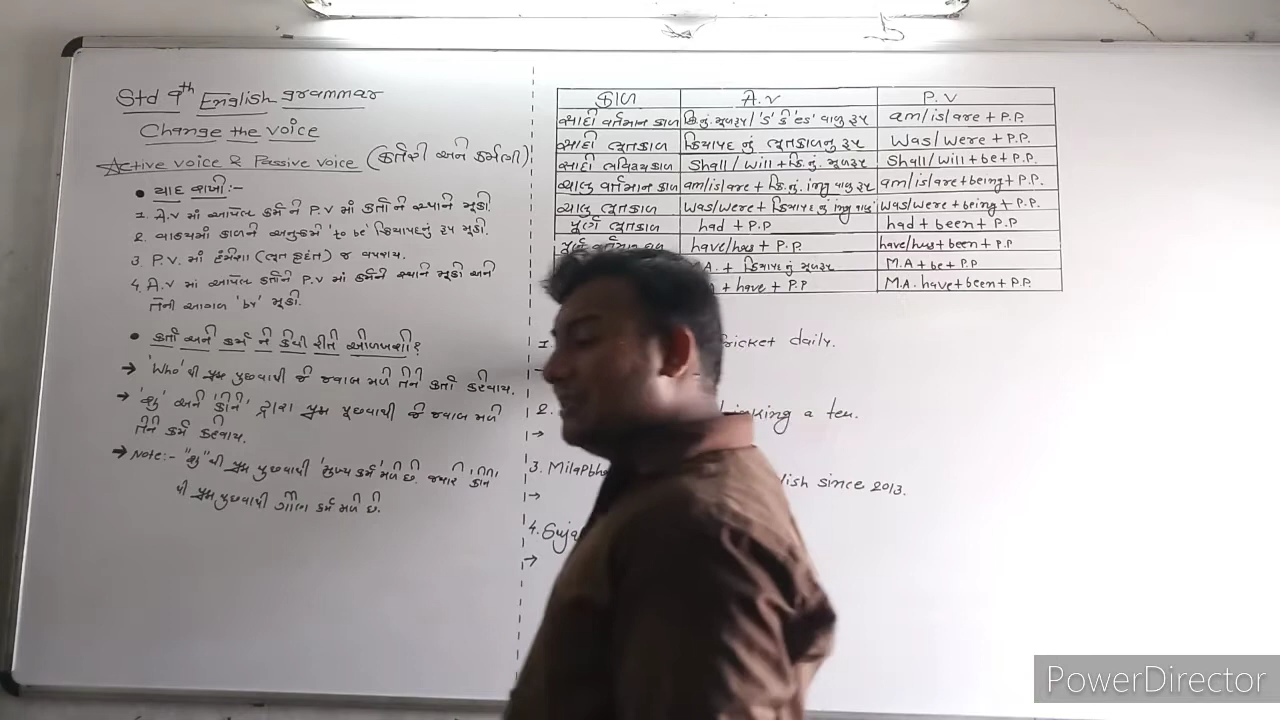 Std 9th English grammar
Change the voice
Active voice & Passive voice (કર્તરી અને કર્મણી)
• યાદ રાખો:-
1. A.V માં આપેલ કર્મ ને P.V માં કર્તા ને સ્થાને મૂકો.
2. વાકયમાં કાળને અનુરૂપ 'to be' ક્રિયાપદનું રૂપ મૂકો.
3. P.V. માં હંમેશા (ભૂત કૃદંત) જ વપરાય.
4. A.V માં આપેલ કર્તાને P.V માં કર્મને સ્થાને મૂકો અને
તેની આગળ 'by' મૂકો.
• કર્તા અને કર્મ ને કેવી રીતે ઓળખશો?
→ 'Who' થી પ્રશ્ન પુછવાથી જે જવાબ મળે તેને કર્તા કહેવાય.
→ 'શું' અને 'કોને' દ્વારા પ્રશ્ન પૂછવાથી જે જવાબ મળે
તેને કર્મ કહેવાય.
→ Note:- "શું" થી પ્રશ્ન પુછવાથી 'મુખ્ય કર્મ' મળે છે. જ્યારે 'કોને'
થી પ્રશ્ન પુછવાથી ગૌણ કર્મ મળે છે.
કાળ A.V P.V
સાદો વર્તમાન કાળ ક્રિ.નું મૂળરૂપ / 'S' કે 'es' વાળુ રૂપ am/is/are + P.P.
સાદો ભૂતકાળ ક્રિયાપદ નું ભૂતકાળનુ રૂપ Was/were + P.P.
સાદો ભવિષ્યકાળ Shall/will + ક્રિ.નું. મૂળરૂપ Shall/will + be + P.P.
ચાલુ વર્તમાન કાળ am/is/are + ક્રિ.નું. ing વાળુ રૂપ am/is/are + being + P.P.
ચાલુ ભૂતકાળ Was/were + ક્રિયાપદ નું ing વાળુ Was/were + being + P.P.
પૂર્ણ ભૂતકાળ had + P.P had + been + P.P.
પૂર્ણ વર્તમાન કાળ have/has + P.P. have/has + been + P.P
.A. + ક્રિયાપદ નું મૂળરૂપ M.A + be + P.P
+ have + P.P M.A. have + been + P.P.
1. cricket daily.
→
2. a tea.
→
3. since 2013.
→
4.
→
PowerDirector